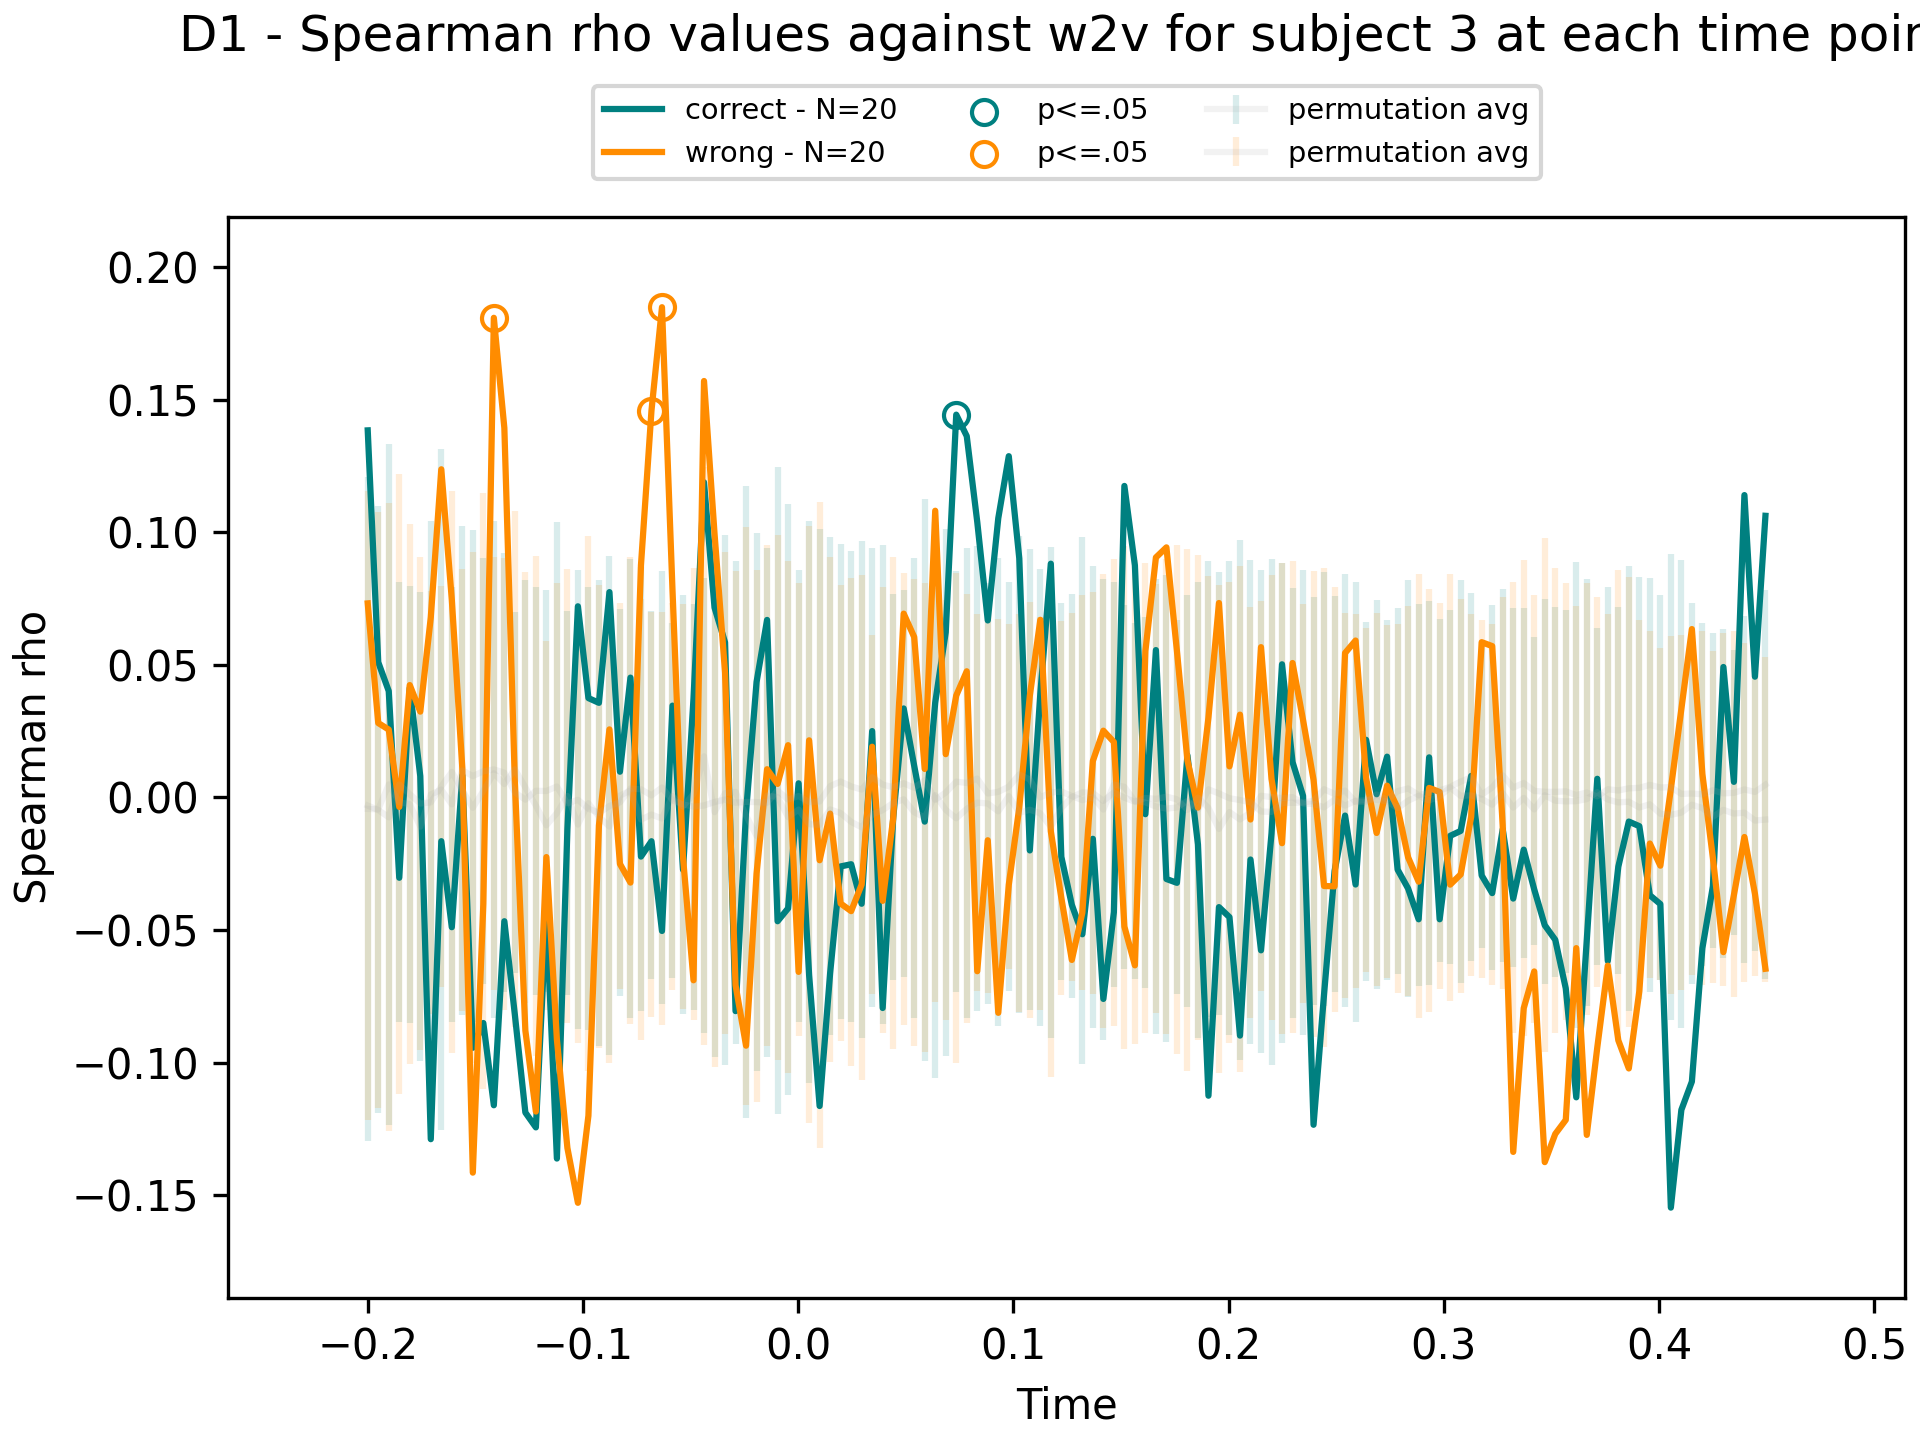 D1 - Spearman rho values against w2v for subject 3 at each time poin
correct - N=20 p<=.05 permutation avg
wrong - N=20 p<=.05 permutation avg
Spearman rho
0.20
0.15
0.10
0.05
0.00
−0.05
−0.10
−0.15
−0.2 −0.1 0.0 0.1 0.2 0.3 0.4 0.5
Time